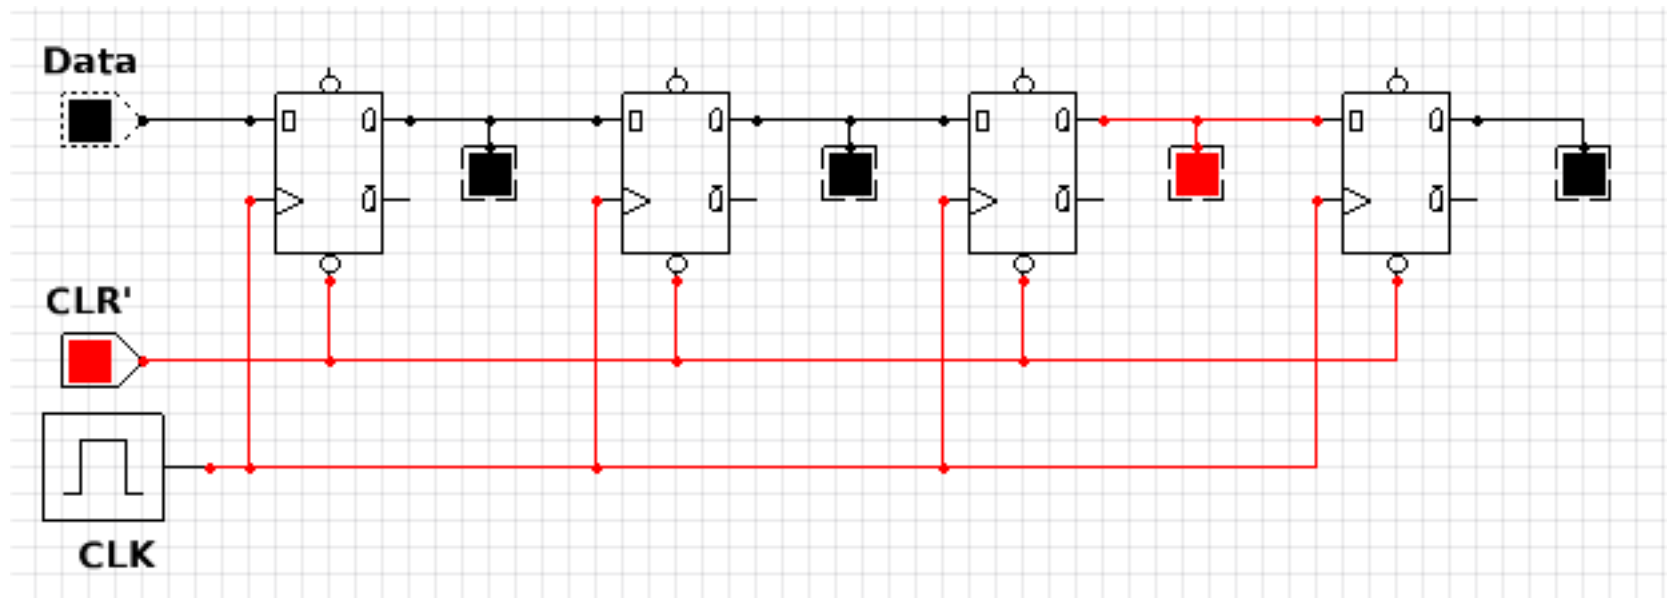 Data
D Q D Q D Q D Q
Q Q Q Q
CLR'
CLK